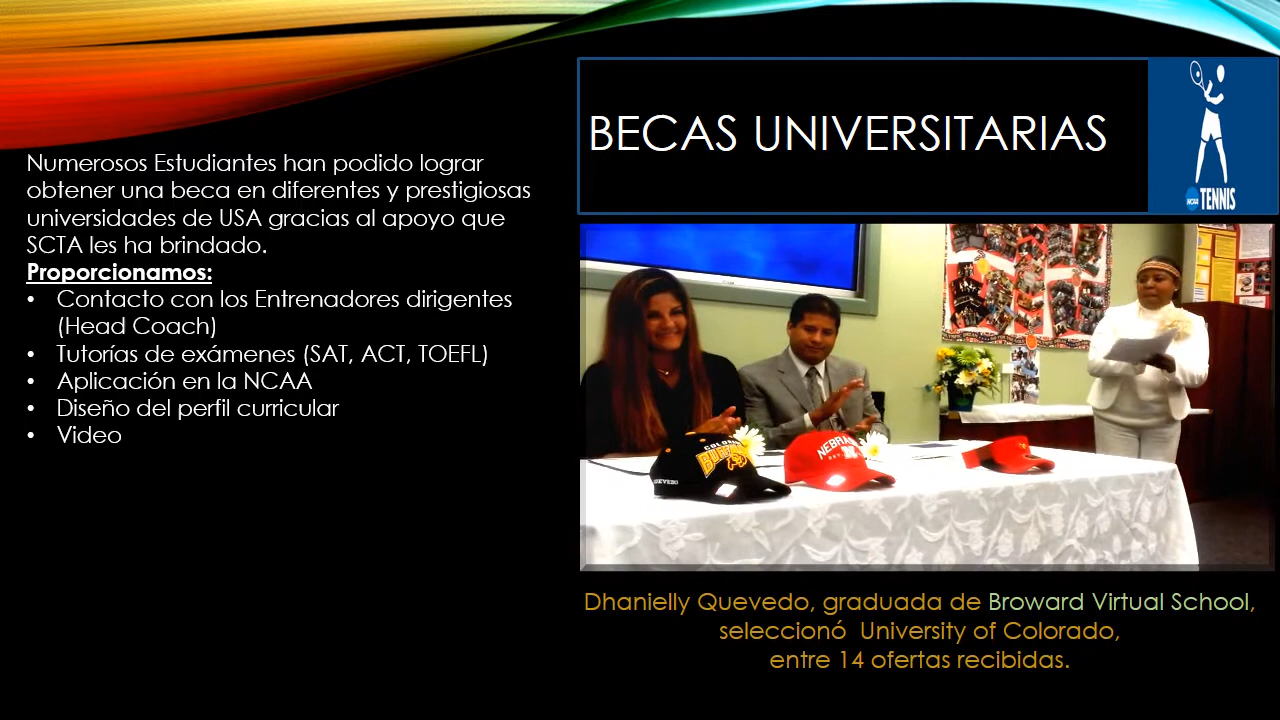 BECAS UNIVERSITARIAS
NCAA TENNIS
Numerosos Estudiantes han podido lograr
obtener una beca en diferentes y prestigiosas
universidades de USA gracias al apoyo que
SCTA les ha brindado.
Proporcionamos:
• Contacto con los Entrenadores dirigentes
(Head Coach)
• Tutorías de exámenes (SAT, ACT, TOEFL)
• Aplicación en la NCAA
• Diseño del perfil curricular
• Video
NEBRASKA
N
Dhanielly Quevedo, graduada de Broward Virtual School,
seleccionó  University of Colorado,
entre 14 ofertas recibidas.